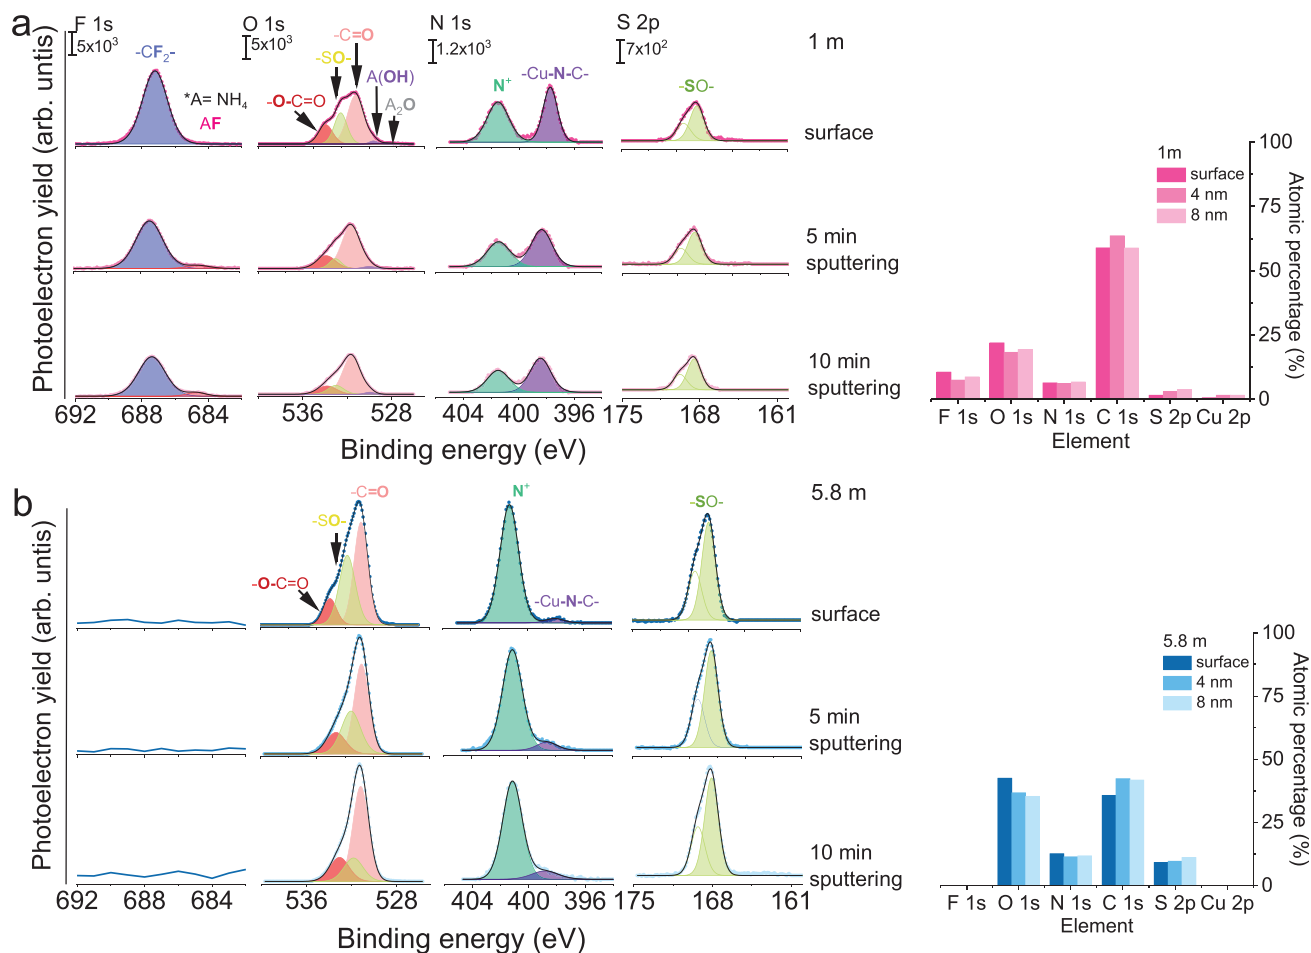 a
F 1s
O 1s
N 1s
S 2p
1 m
5x10³
5x10³
1.2x10³
7x10²
-CF₂-
-C=O
-SO-
A(OH)
-O-C=O
A₂O
*A= NH₄
AF
N⁺
-Cu-N-C-
-SO-
surface
5 min
sputtering
10 min
sputtering
Photoelectron yield (arb. untis)
692 688 684
536 528
404 400 396
175 168 161
Binding energy (eV)
1m
surface
4 nm
8 nm
100
75
50
25
0
Atomic percentage (%)
F 1s O 1s N 1s C 1s S 2p Cu 2p
Element
b
5.8 m
-C=O
-SO-
-O-C=O
N⁺
-Cu-N-C-
-SO-
surface
5 min
sputtering
10 min
sputtering
Photoelectron yield (arb. untis)
692 688 684
536 528
404 400 396
175 168 161
Binding energy (eV)
5.8 m
surface
4 nm
8 nm
100
75
50
25
0
Atomic percentage (%)
F 1s O 1s N 1s C 1s S 2p Cu 2p
Element